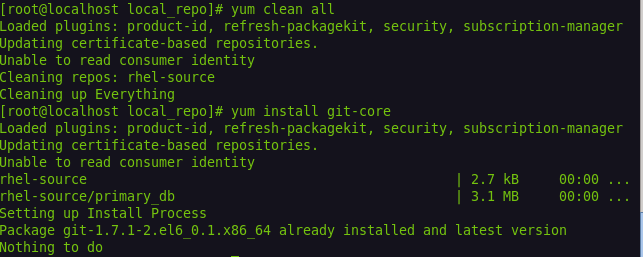 [root@localhost local_repo]# yum clean all
Loaded plugins: product-id, refresh-packagekit, security, subscription-manager
Updating certificate-based repositories.
Unable to read consumer identity
Cleaning repos: rhel-source
Cleaning up Everything
[root@localhost local_repo]# yum install git-core
Loaded plugins: product-id, refresh-packagekit, security, subscription-manager
Updating certificate-based repositories.
Unable to read consumer identity
rhel-source | 2.7 kB 00:00 ...
rhel-source/primary_db | 3.1 MB 00:00 ...
Setting up Install Process
Package git-1.7.1-2.el6_0.1.x86_64 already installed and latest version
Nothing to do